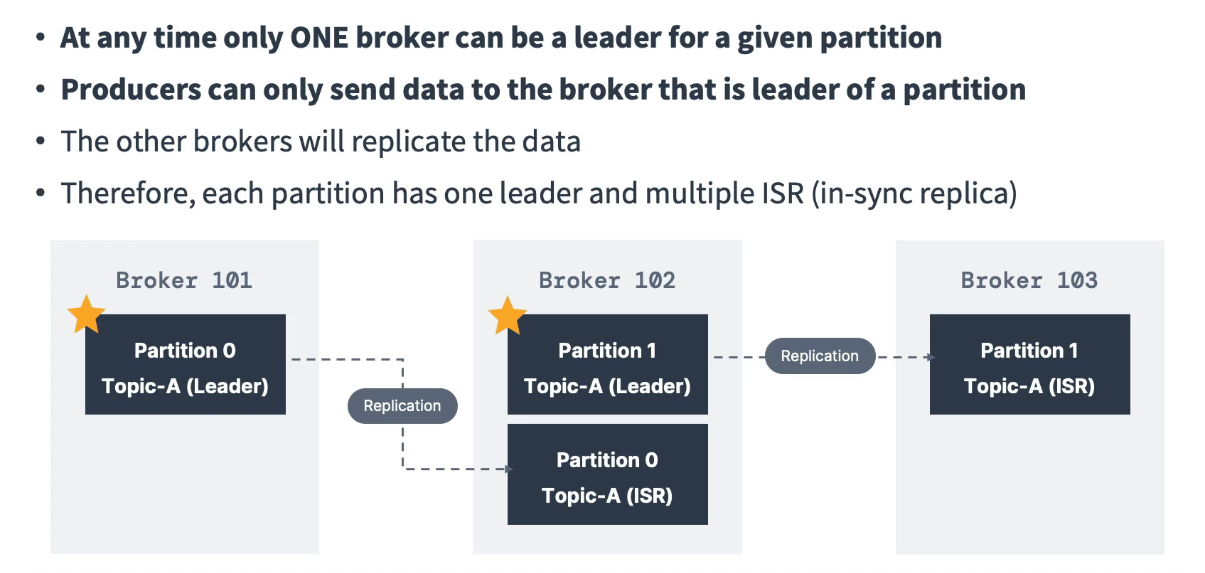 • At any time only ONE broker can be a leader for a given partition
• Producers can only send data to the broker that is leader of a partition
• The other brokers will replicate the data
• Therefore, each partition has one leader and multiple ISR (in-sync replica)
Broker 101
Partition 0
Topic-A (Leader)
Replication
Broker 102
Partition 1
Topic-A (Leader)
Partition 0
Topic-A (ISR)
Replication
Broker 103
Partition 1
Topic-A (ISR)